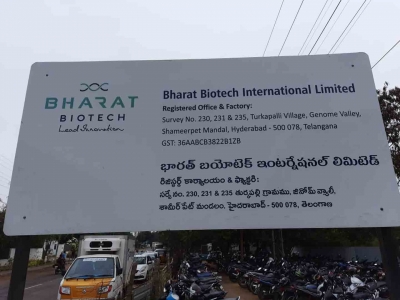 BHARAT
BIOTECH
Lead Innovation
Bharat Biotech International Limited
Registered Office & Factory:
Survey No. 230, 231 & 235, Turkapalli Village, Genome Valley,
Shameerpet Mandal, Hyderabad - 500 078, Telangana
GST: 36AABCB3822B1ZB
భారత్ బయోటెక్ ఇంటర్నేషనల్ లిమిటెడ్
రిజిస్టర్డ్ కార్యాలయం & ఫ్యాక్టరి:
సర్వే నం. 230, 231 & 235 తుర్కపల్లి గ్రామము, జీనోమ్ వ్యాలీ,
శామీర్ పేట్ మండలం, హైదరాబాద్ - 500 078, తెలంగాణ